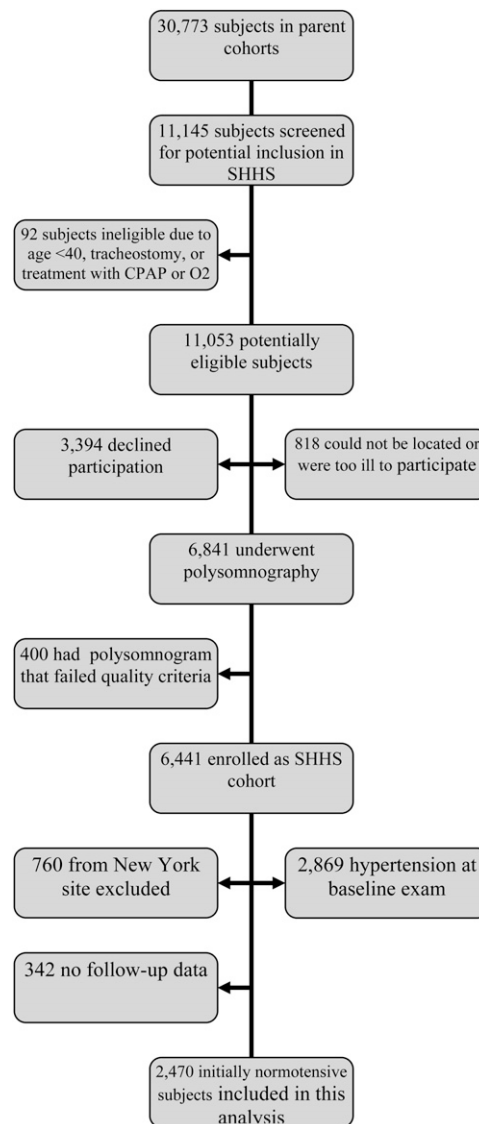 30,773 subjects in parent
cohorts
11,145 subjects screened
for potential inclusion in
SHHS
92 subjects ineligible due to
age <40, tracheostomy, or
treatment with CPAP or O2
11,053 potentially
eligible subjects
3,394 declined
participation
818 could not be located or
were too ill to participate
6,841 underwent
polysomnography
400 had polysomnogram
that failed quality criteria
6,441 enrolled as SHHS
cohort
760 from New York
site excluded
2,869 hypertension at
baseline exam
342 no follow-up data
2,470 initially normotensive
subjects included in this
analysis